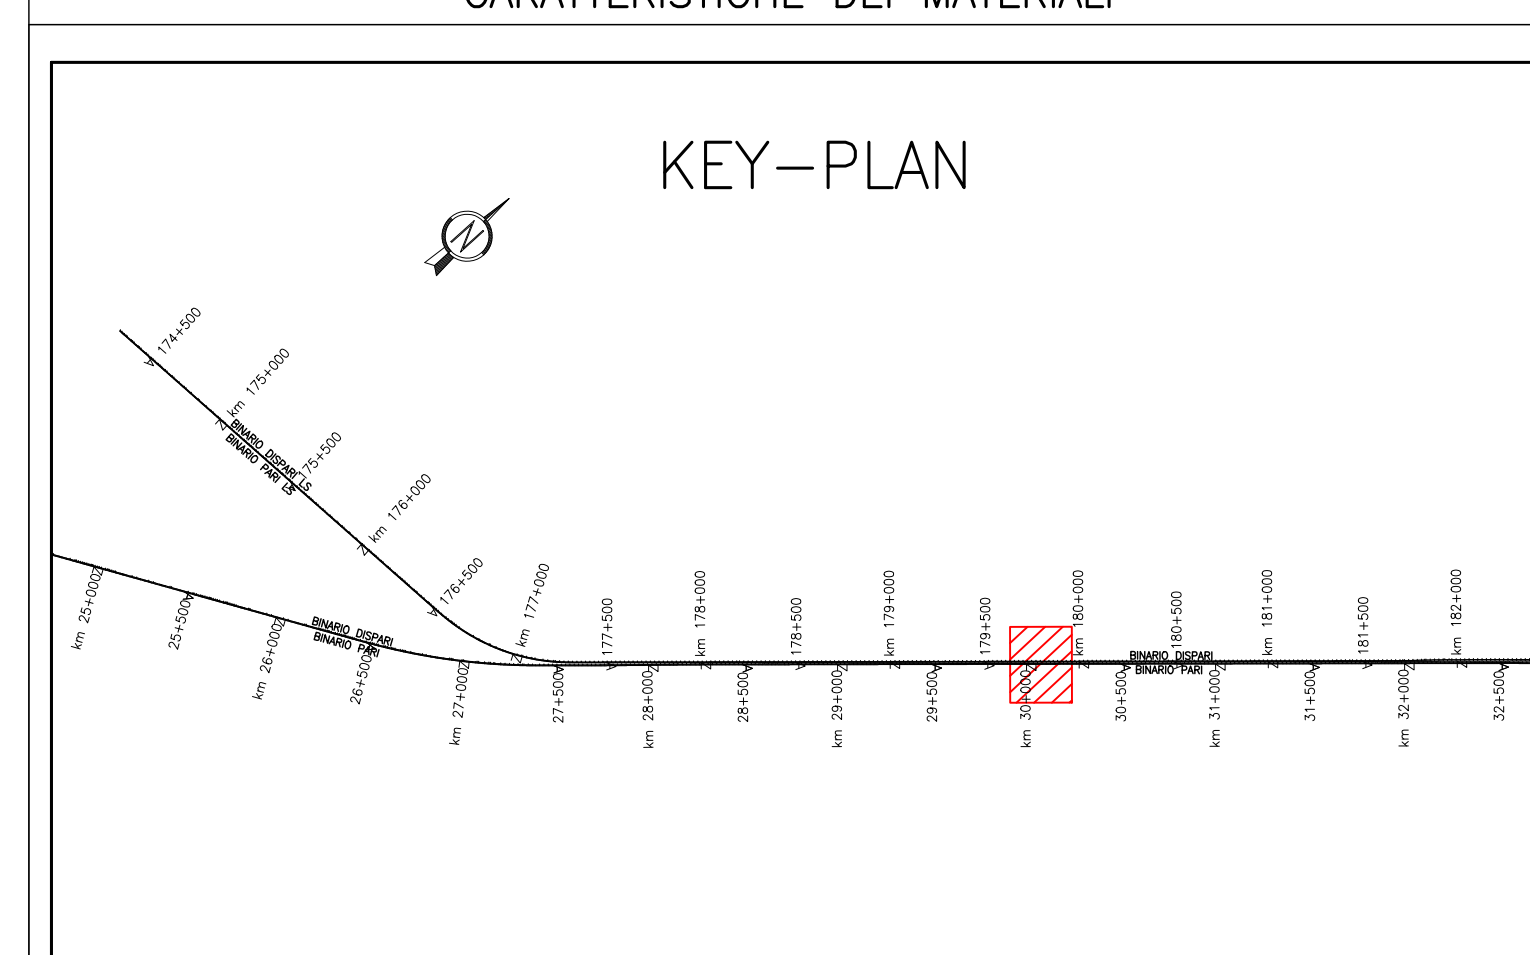 CARATTERISTICHE DEI MATERIALI
KEY-PLAN
N
174+500
km 175+000
BINARIO DISPARI LS
BINARIO PARI LS
175+500
km 176+000
176+500
km 177+000
177+500
km 178+000
178+500
km 179+000
179+500
km 180+000
180+500
km 181+000
181+500
km 182+000
BINARIO DISPARI
BINARIO PARI
BINARIO DISPARI
BINARIO PARI
km 25+000
25+500
km 26+000
26+500
km 27+000
27+500
km 28+000
28+500
km 29+000
29+500
km 30+000
30+500
km 31+000
31+500
km 32+000
32+500